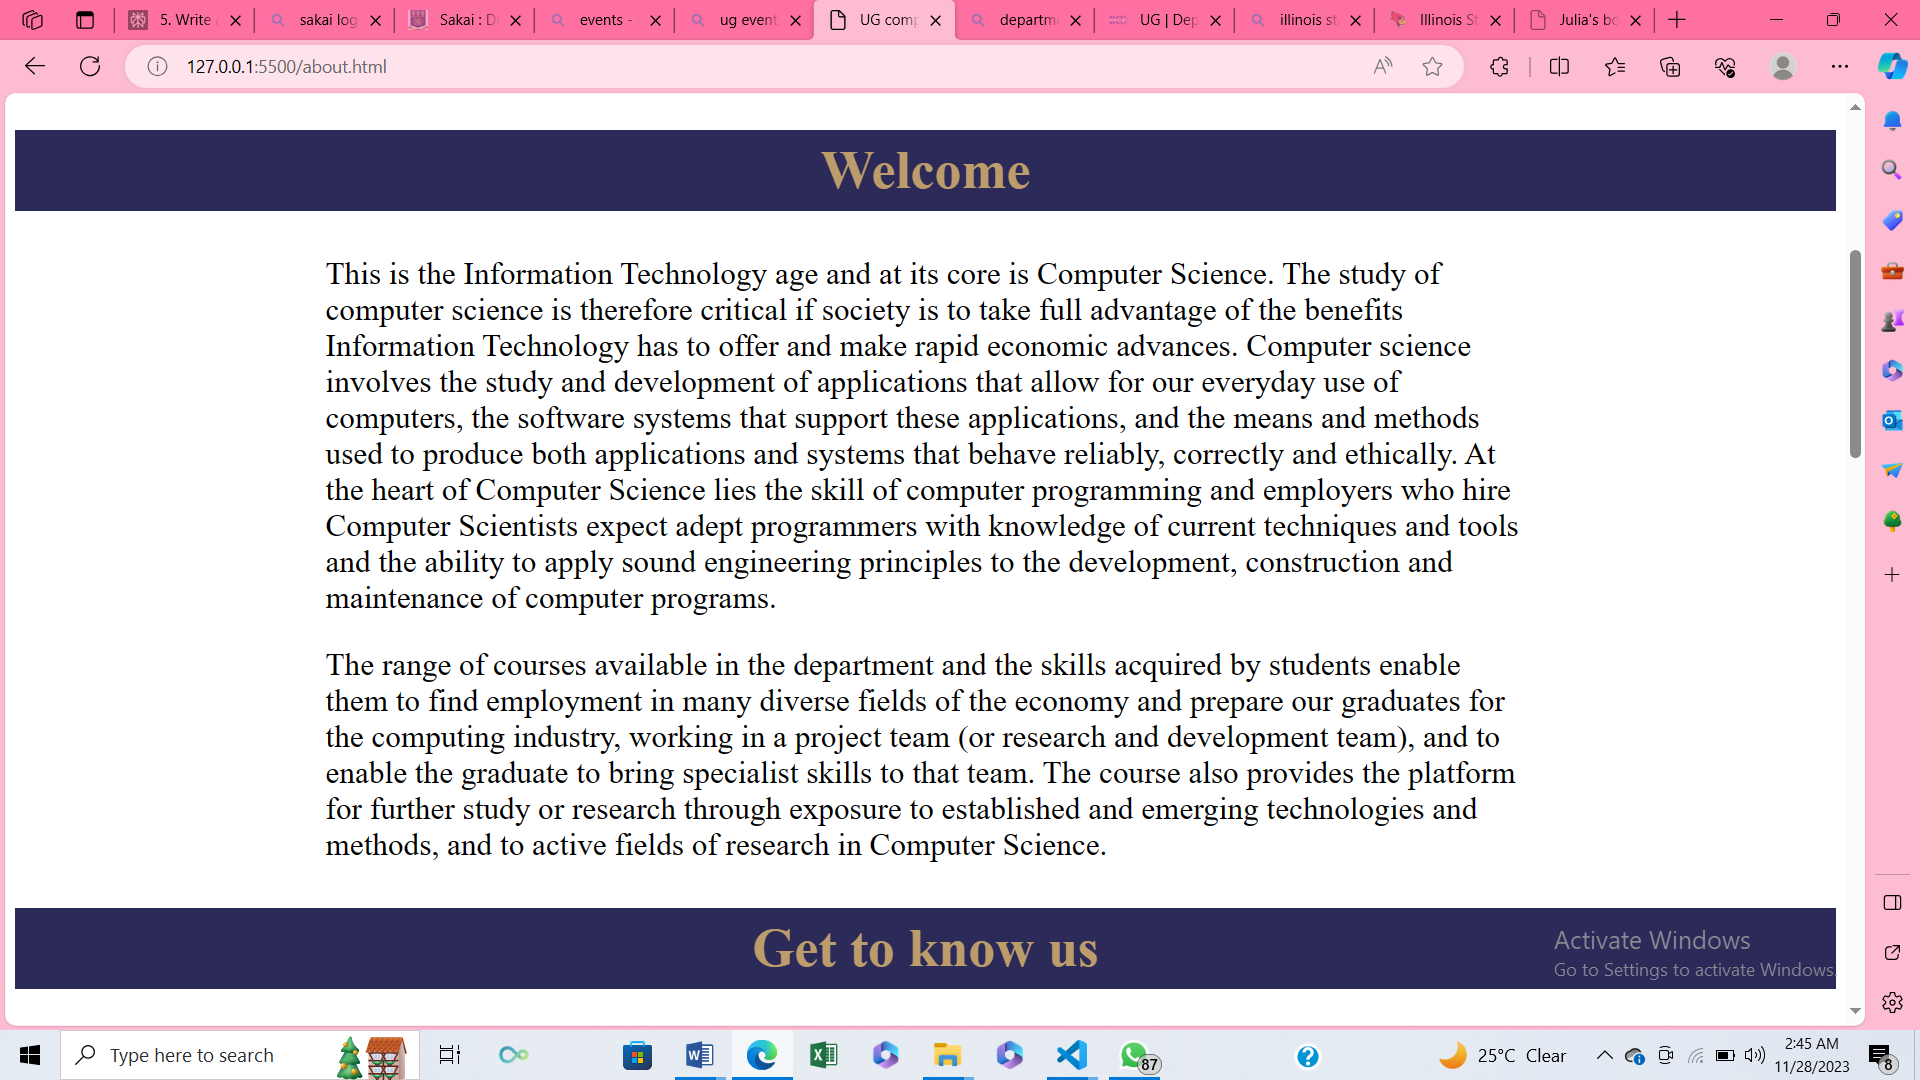 5. Write
sakai log
Sakai : D
events -
ug event
UG comp
departm
UG | Dep
illinois st
Illinois St
Julia's bo
127.0.0.1:5500/about.html
Welcome
This is the Information Technology age and at its core is Computer Science. The study of
computer science is therefore critical if society is to take full advantage of the benefits
Information Technology has to offer and make rapid economic advances. Computer science
involves the study and development of applications that allow for our everyday use of
computers, the software systems that support these applications, and the means and methods
used to produce both applications and systems that behave reliably, correctly and ethically. At
the heart of Computer Science lies the skill of computer programming and employers who hire
Computer Scientists expect adept programmers with knowledge of current techniques and tools
and the ability to apply sound engineering principles to the development, construction and
maintenance of computer programs.
The range of courses available in the department and the skills acquired by students enable
them to find employment in many diverse fields of the economy and prepare our graduates for
the computing industry, working in a project team (or research and development team), and to
enable the graduate to bring specialist skills to that team. The course also provides the platform
for further study or research through exposure to established and emerging technologies and
methods, and to active fields of research in Computer Science.
Get to know us
Activate Windows
Go to Settings to activate Windows.
Type here to search
87
25°C Clear
2:45 AM
11/28/2023
8